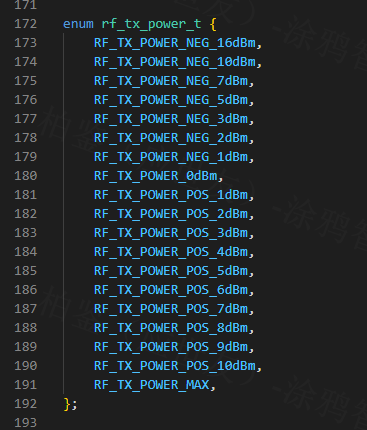 171
172 enum rf_tx_power_t {
173 RF_TX_POWER_NEG_16dBm,
174 RF_TX_POWER_NEG_10dBm,
175 RF_TX_POWER_NEG_7dBm,
176 RF_TX_POWER_NEG_5dBm,
177 RF_TX_POWER_NEG_3dBm,
178 RF_TX_POWER_NEG_2dBm,
179 RF_TX_POWER_NEG_1dBm,
180 RF_TX_POWER_0dBm,
181 RF_TX_POWER_POS_1dBm,
182 RF_TX_POWER_POS_2dBm,
183 RF_TX_POWER_POS_3dBm,
184 RF_TX_POWER_POS_4dBm,
185 RF_TX_POWER_POS_5dBm,
186 RF_TX_POWER_POS_6dBm,
187 RF_TX_POWER_POS_7dBm,
188 RF_TX_POWER_POS_8dBm,
189 RF_TX_POWER_POS_9dBm,
190 RF_TX_POWER_POS_10dBm,
191 RF_TX_POWER_MAX,
192 };
193